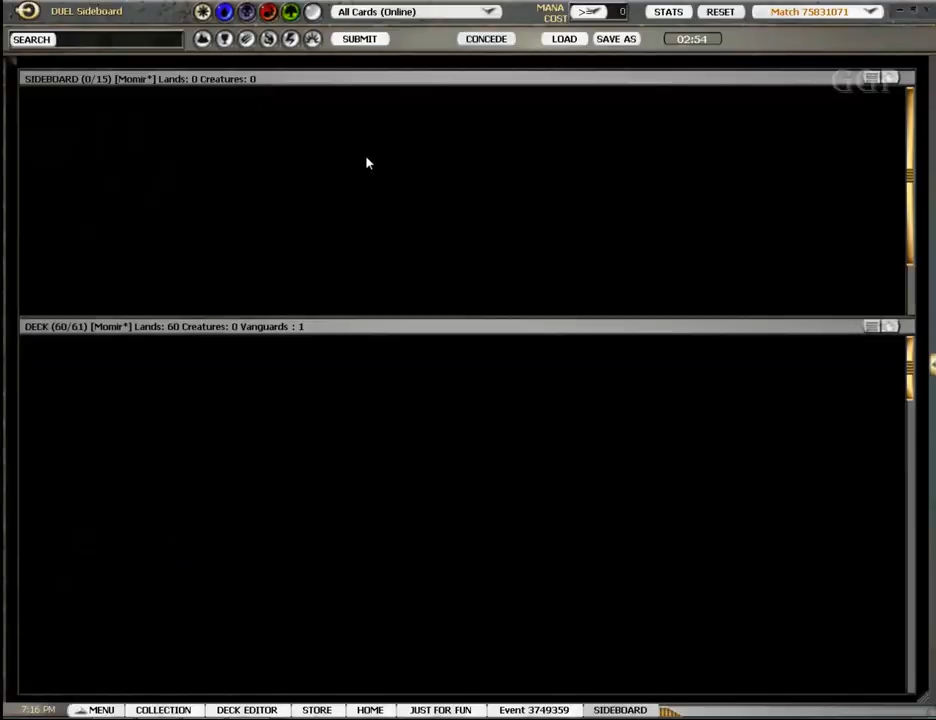 DUEL Sideboard
All Cards (Online)
MANA COST
0
STATS
RESET
Match 75831071
SEARCH
SUBMIT
CONCEDE
LOAD
SAVE AS
02:54
SIDEBOARD (0/15) [Momir*] Lands: 0 Creatures: 0
GGP
DECK (60/61) [Momir*] Lands: 60 Creatures: 0 Vanguards : 1
7:16 PM
MENU
COLLECTION
DECK EDITOR
STORE
HOME
JUST FOR FUN
Event 3749359
SIDEBOARD